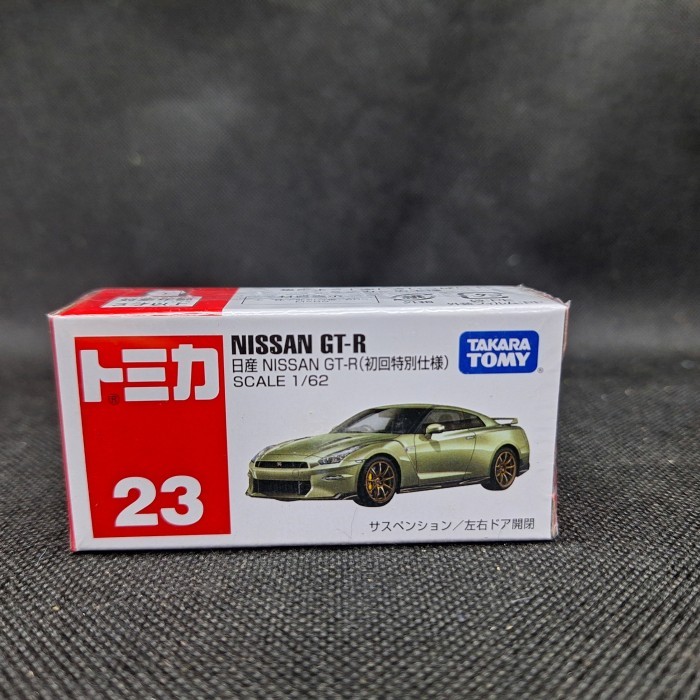 トミカ
23
NISSAN GT-R
日産 NISSAN GT-R(初回特別仕様)
SCALE 1/62
TAKARA
TOMY
サスペンション/左右ドア開閉